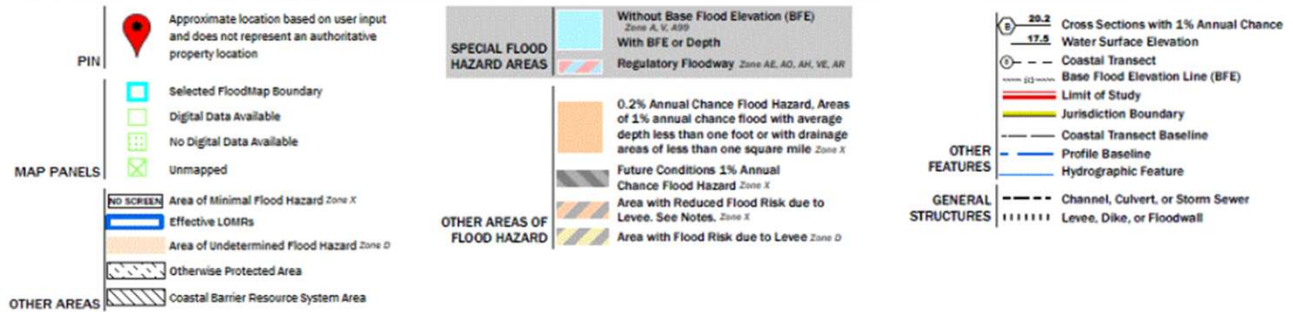 PIN
Approximate location based on user input
and does not represent an authoritative
property location
MAP PANELS
Selected FloodMap Boundary
Digital Data Available
No Digital Data Available
Unmapped
OTHER AREAS
NO SCREEN Area of Minimal Flood Hazard Zone X
Effective LOMRs
Area of Undetermined Flood Hazard Zone D
Otherwise Protected Area
Coastal Barrier Resource System Area
SPECIAL FLOOD
HAZARD AREAS
Without Base Flood Elevation (BFE)
Zone A, V, A99
With BFE or Depth
Regulatory Floodway Zone AE, AO, AH, VE, AR
OTHER AREAS OF
FLOOD HAZARD
0.2% Annual Chance Flood Hazard, Areas
of 1% annual chance flood with average
depth less than one foot or with drainage
areas of less than one square mile Zone X
Future Conditions 1% Annual
Chance Flood Hazard Zone X
Area with Reduced Flood Risk due to
Levee. See Notes. Zone X
Area with Flood Risk due to Levee Zone D
OTHER
FEATURES
20.2 Cross Sections with 1% Annual Chance
17.5 Water Surface Elevation
Coastal Transect
Base Flood Elevation Line (BFE)
Limit of Study
Jurisdiction Boundary
Coastal Transect Baseline
Profile Baseline
Hydrographic Feature
GENERAL
STRUCTURES
Channel, Culvert, or Storm Sewer
Levee, Dike, or Floodwall